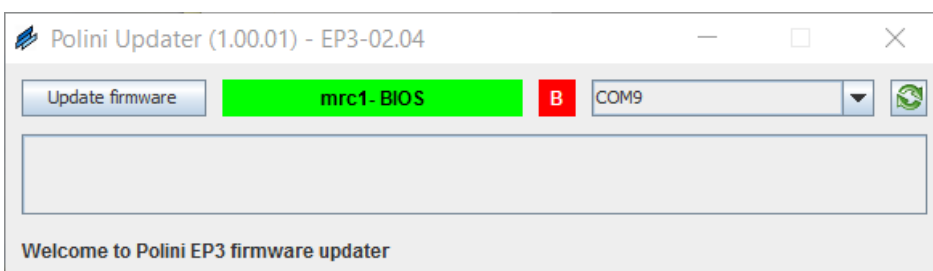 Polini Updater (1.00.01) - EP3-02.04
Update firmware mrc1- BIOS B COM9
Welcome to Polini EP3 firmware updater